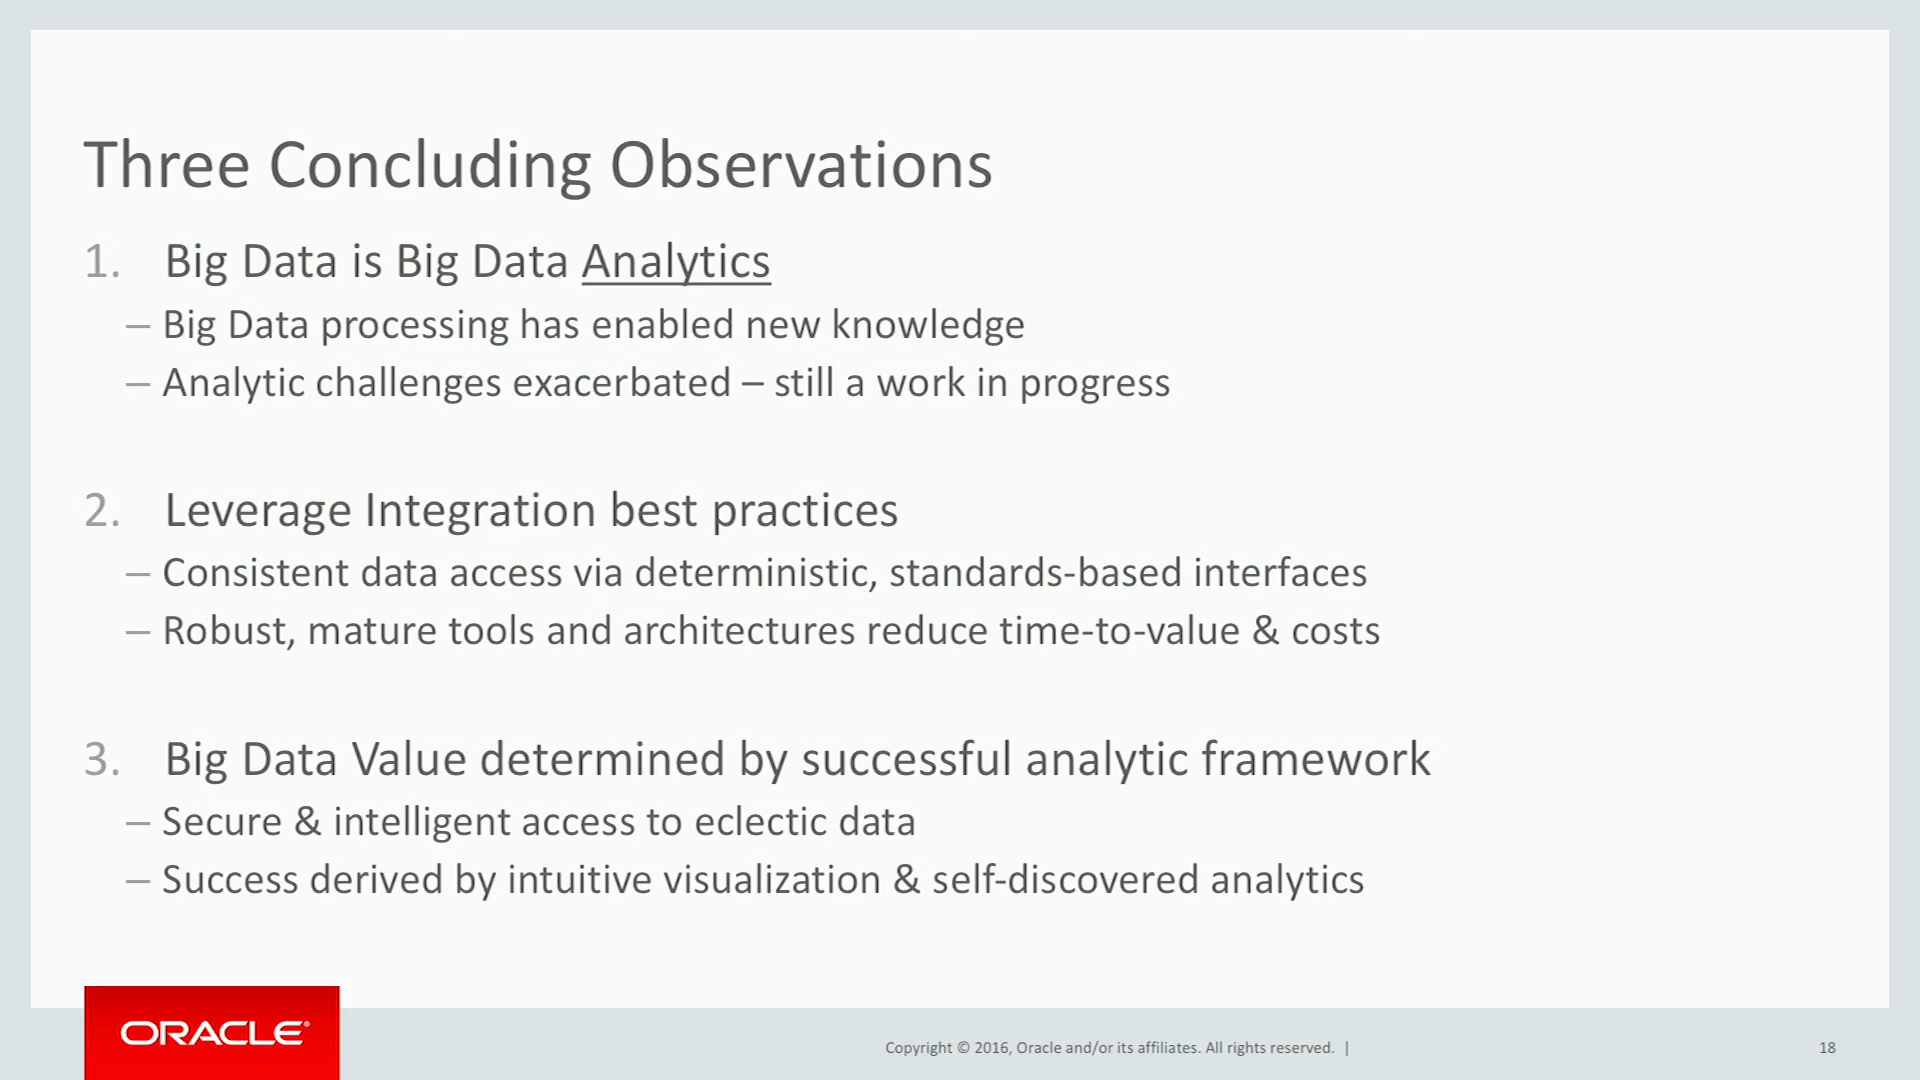 Three Concluding Observations
1. Big Data is Big Data Analytics
– Big Data processing has enabled new knowledge
– Analytic challenges exacerbated – still a work in progress
2. Leverage Integration best practices
– Consistent data access via deterministic, standards-based interfaces
– Robust, mature tools and architectures reduce time-to-value & costs
3. Big Data Value determined by successful analytic framework
– Secure & intelligent access to eclectic data
– Success derived by intuitive visualization & self-discovered analytics
ORACLE®
Copyright © 2016, Oracle and/or its affiliates. All rights reserved. | 18